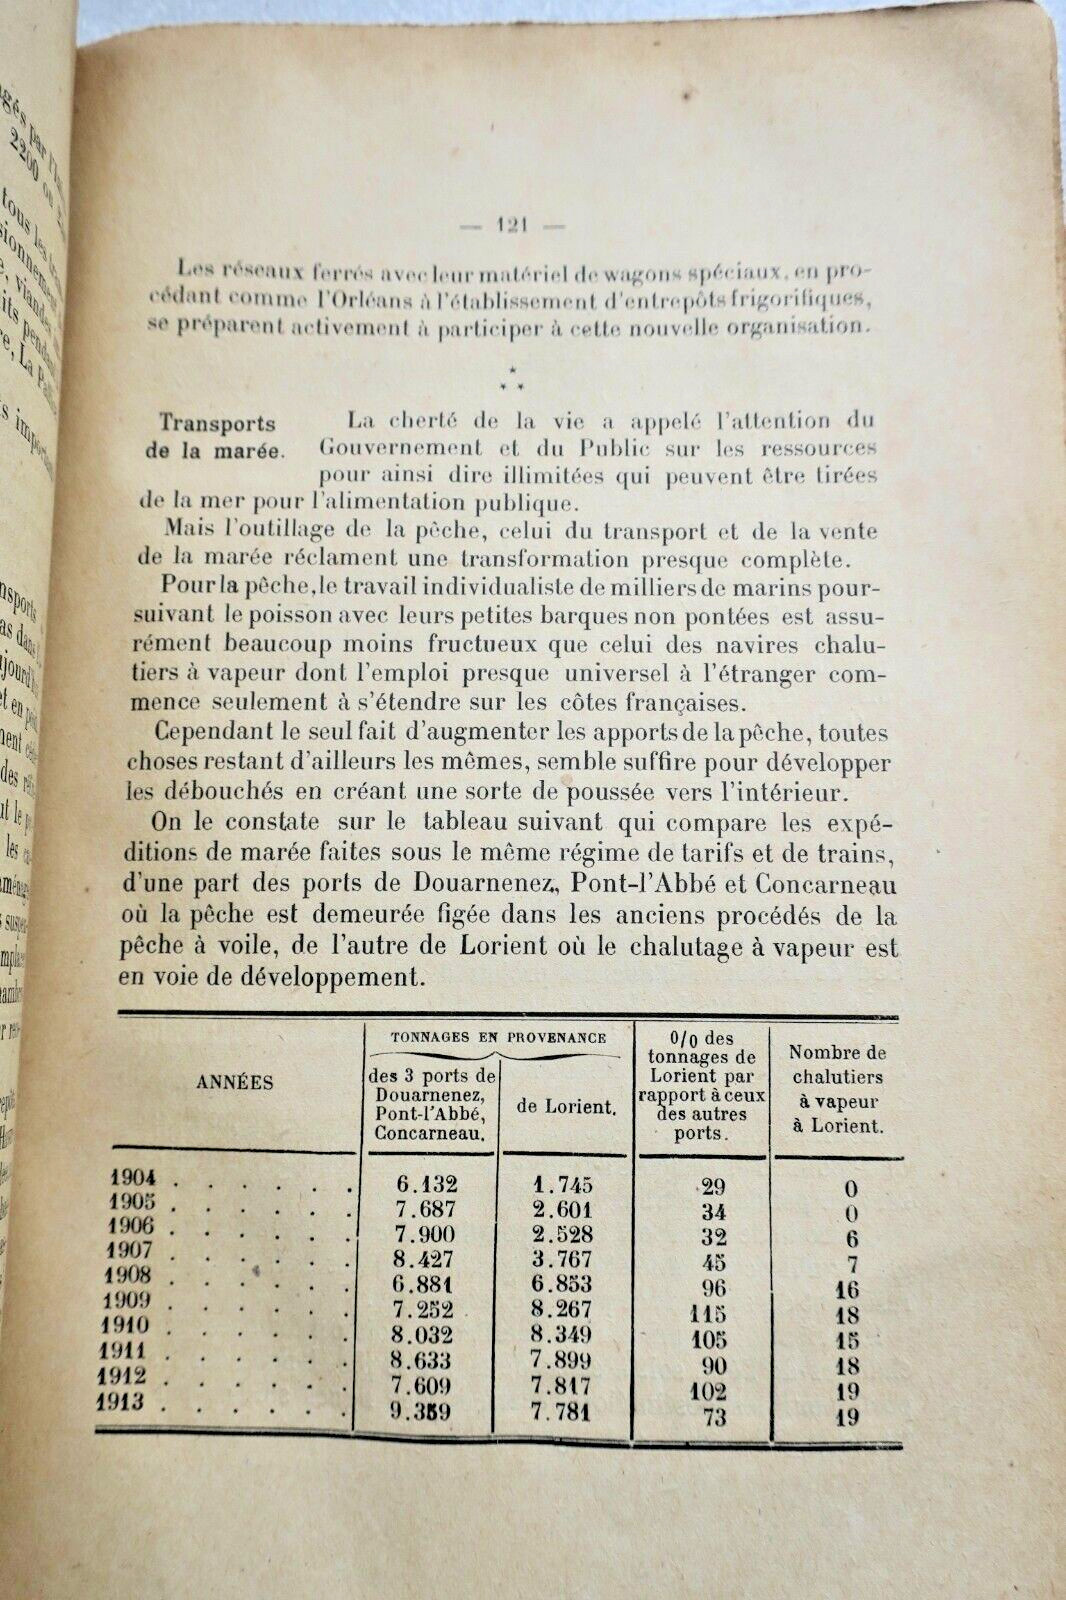 — 121 —
Les réseaux ferrés avec leur matériel de wagons spéciaux, en pro-
cédant comme l'Orléans à l'établissement d'entrepôts frigorifiques,
se préparent activement à participer à cette nouvelle organisation.
Transports
de la marée.
La cherté de la vie a appelé l'attention du
Gouvernement et du Public sur les ressources
pour ainsi dire illimitées qui peuvent être tirées
de la mer pour l'alimentation publique.
Mais l'outillage de la pêche, celui du transport et de la vente
de la marée réclament une transformation presque complète.
Pour la pêche, le travail individualiste de milliers de marins pour-
suivant le poisson avec leurs petites barques non pontées est assu-
rément beaucoup moins fructueux que celui des navires chalu-
tiers à vapeur dont l'emploi presque universel à l'étranger com-
mence seulement à s'étendre sur les côtes françaises.
Cependant le seul fait d'augmenter les apports de la pêche, toutes
choses restant d'ailleurs les mêmes, semble suffire pour développer
les débouchés en créant une sorte de poussée vers l'intérieur.
On le constate sur le tableau suivant qui compare les expé-
ditions de marée faites sous le même régime de tarifs et de trains,
d'une part des ports de Douarnenez, Pont-l'Abbé et Concarneau
où la pêche est demeurée figée dans les anciens procédés de la
pêche à voile, de l'autre de Lorient où le chalutage à vapeur est
en voie de développement.
ANNÉES
TONNAGES EN PROVENANCE
des 3 ports de
Douarnenez,
Pont-l'Abbé,
Concarneau.
de Lorient.
0/0 des
tonnages de
Lorient par
rapport à ceux
des autres
ports.
Nombre de
chalutiers
à vapeur
à Lorient.
1904 . . . . . . 6.132 1.745 29 0
1905 . . . . . . 7.687 2.601 34 0
1906 . . . . . . 7.900 2.528 32 6
1907 . . . . . . 8.427 3.767 45 7
1908 . . . . . . 6.881 6.853 96 16
1909 . . . . . . 7.252 8.267 115 18
1910 . . . . . . 8.032 8.349 105 15
1911 . . . . . . 8.633 7.899 90 18
1912 . . . . . . 7.609 7.817 102 19
1913 . . . . . . 9.359 7.781 73 19